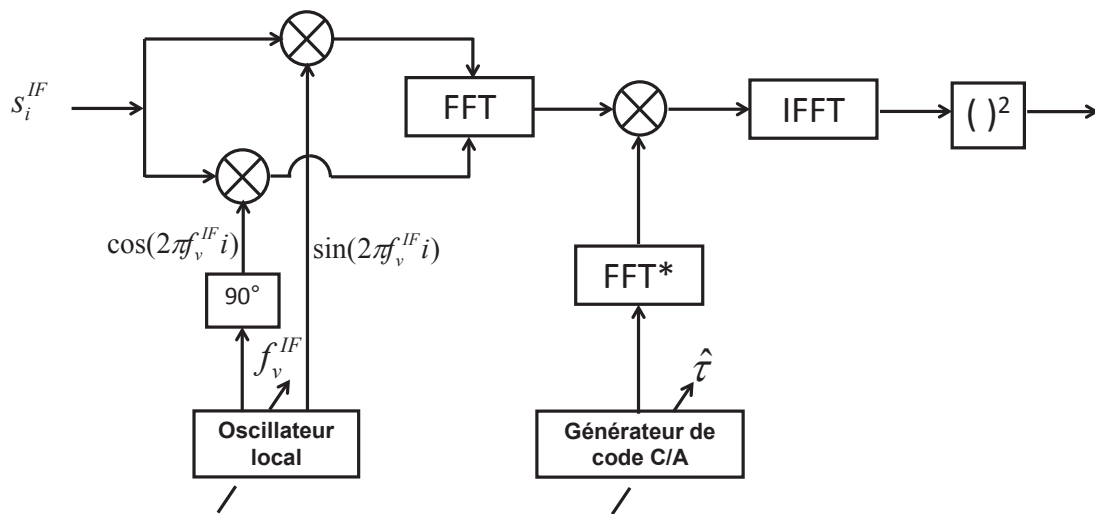 s_i^{IF}
FFT
IFFT
( )²
cos(2πf_v^{IF}i)
sin(2πf_v^{IF}i)
90°
FFT*
f_v^{IF}
τ̂
Oscillateur
local
Générateur de
code C/A